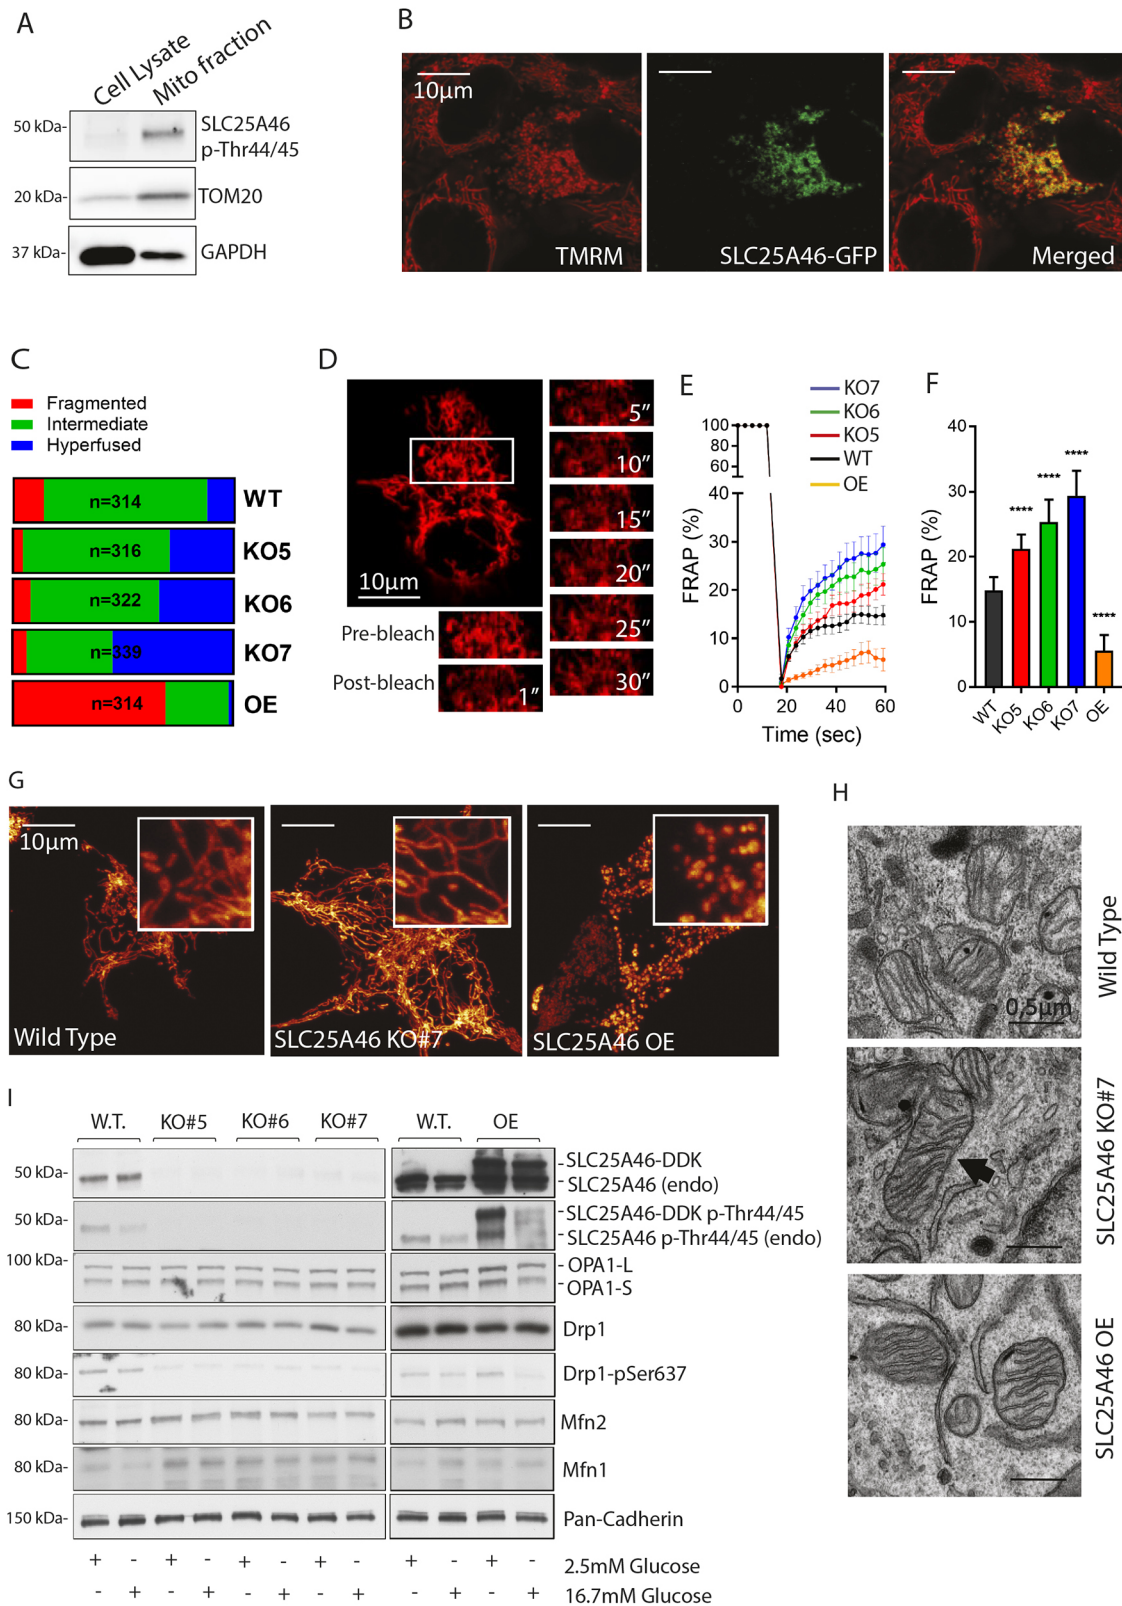 A
Cell Lysate
Mito fraction
50 kDa-
SLC25A46
p-Thr44/45
20 kDa-
TOM20
37 kDa-
GAPDH
B
10μm
TMRM
SLC25A46-GFP
Merged
C
Fragmented
Intermediate
Hyperfused
n=314
WT
n=316
KO5
n=322
KO6
n=339
KO7
n=314
OE
D
10μm
Pre-bleach
Post-bleach
1″
5″
10″
15″
20″
25″
30″
E
KO7
KO6
KO5
WT
OE
FRAP (%)
100
80
60
40
30
20
10
0
0 20 40 60
Time (sec)
F
FRAP (%)
40
30
20
10
0
****
****
****
****
WT
KO5
KO6
KO7
OE
G
10μm
Wild Type
SLC25A46 KO#7
SLC25A46 OE
H
0.5μm
Wild Type
SLC25A46 KO#7
SLC25A46 OE
I
W.T. KO#5 KO#6 KO#7 W.T. OE
50 kDa-
-SLC25A46-DDK
-SLC25A46 (endo)
50 kDa-
-SLC25A46-DDK p-Thr44/45
-SLC25A46 p-Thr44/45 (endo)
100 kDa-
-OPA1-L
-OPA1-S
80 kDa-
Drp1
80 kDa-
Drp1-pSer637
80 kDa-
Mfn2
80 kDa-
Mfn1
150 kDa-
Pan-Cadherin
+ - + - + - + - + - + - 2.5mM Glucose
- + - + - + - + - + - + 16.7mM Glucose